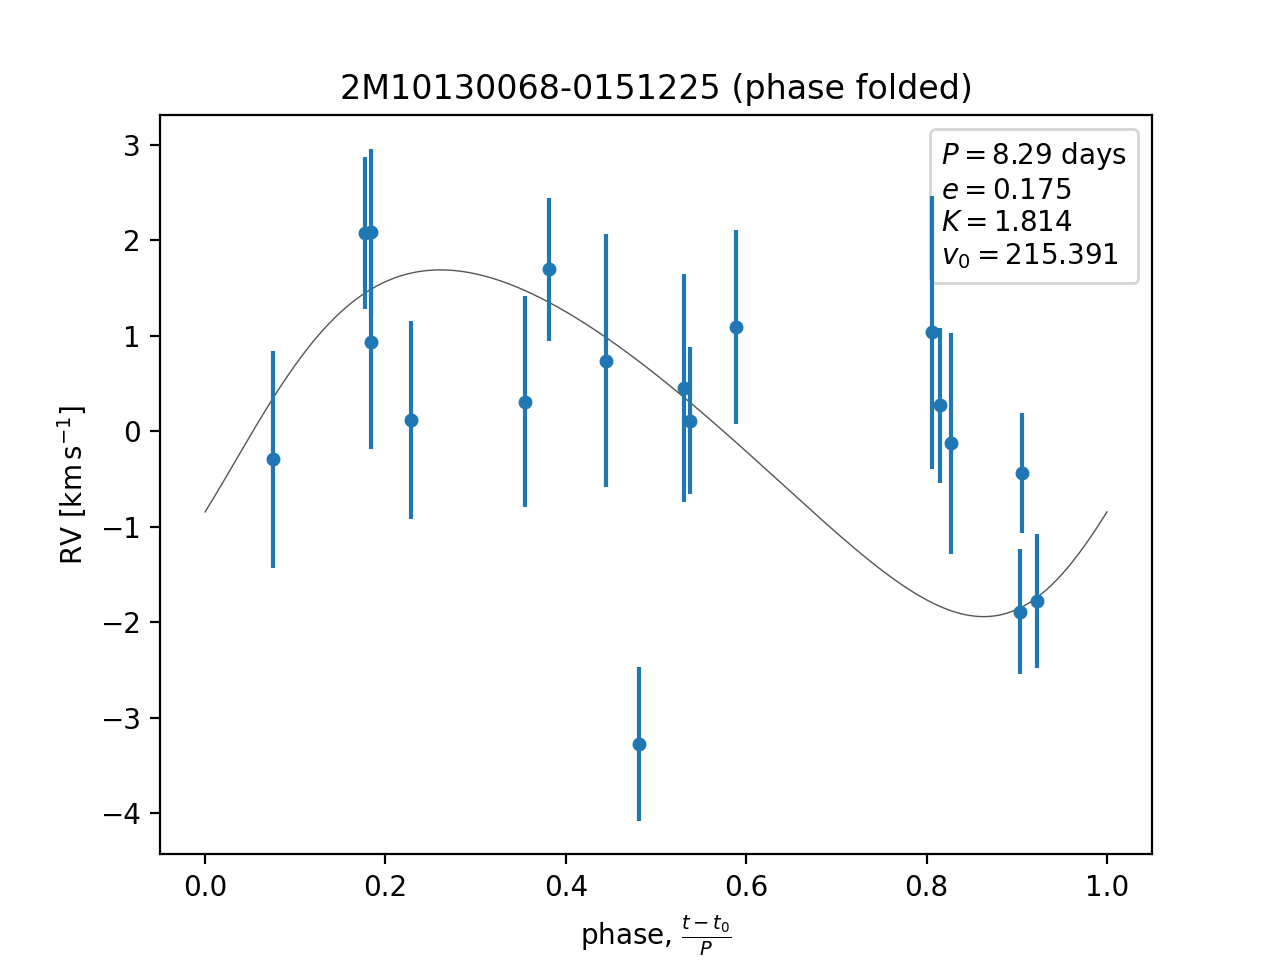 2M10130068-0151225 (phase folded)
P = 8.29 days
e = 0.175
K = 1.814
v₀ = 215.391
RV [km s⁻¹]
3
2
1
0
−1
−2
−3
−4
0.0 0.2 0.4 0.6 0.8 1.0
phase, (t − t₀)/P